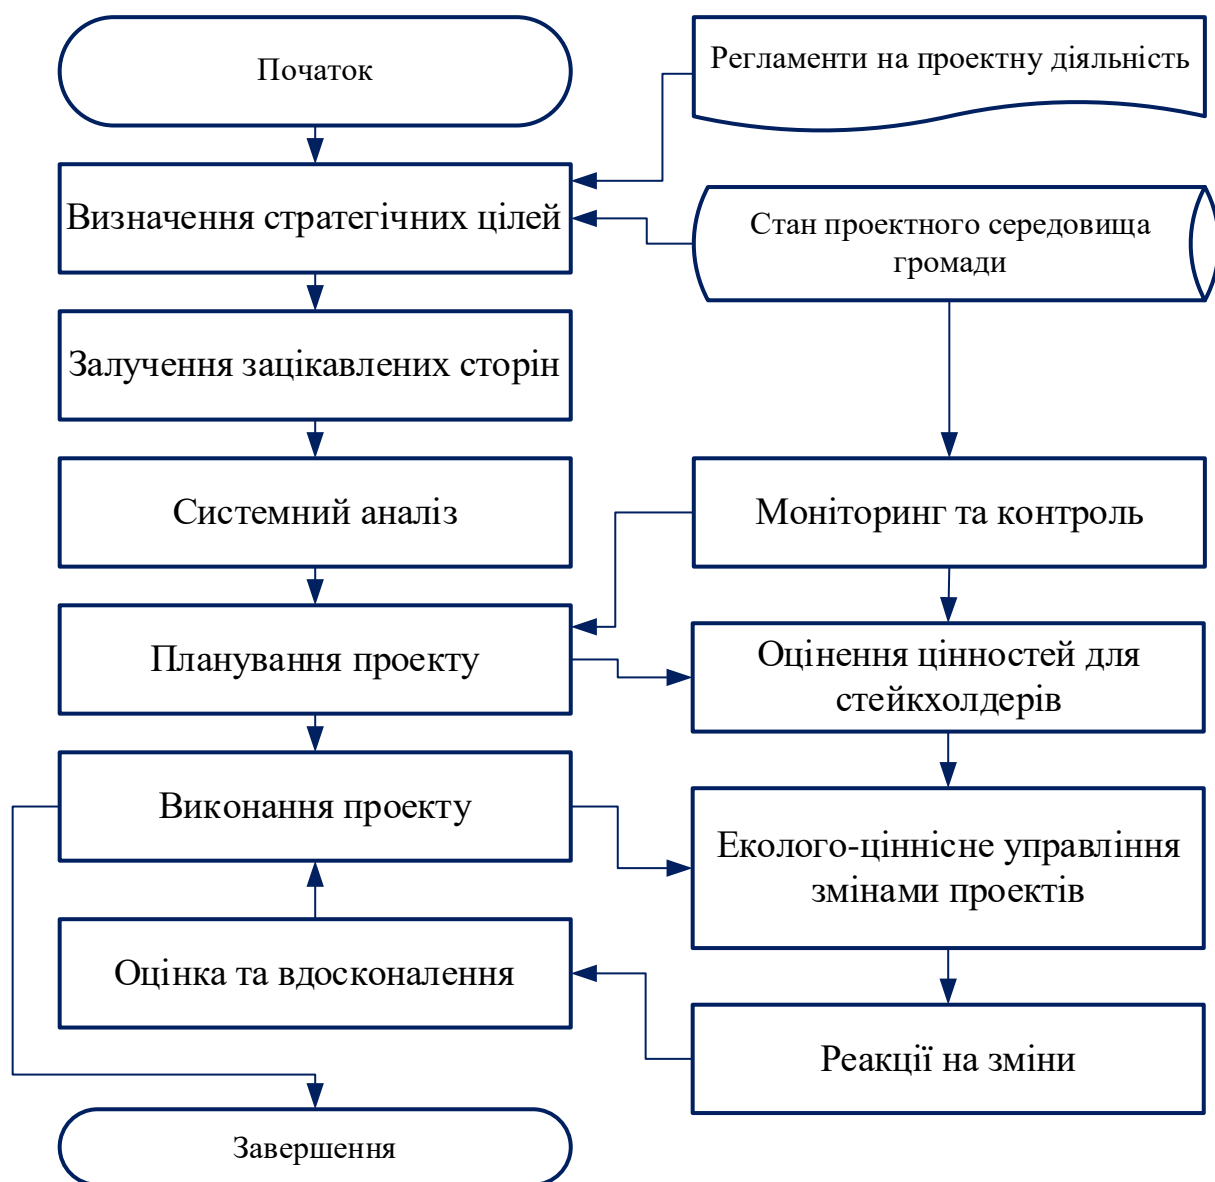 Початок
Регламенти на проектну діяльність
Визначення стратегічних цілей
Стан проектного середовища
громади
Залучення зацікавлених сторін
Системний аналіз
Моніторинг та контроль
Планування проекту
Оцінення цінностей для
стейкхолдерів
Виконання проекту
Еколого-ціннісне управління
змінами проектів
Оцінка та вдосконалення
Реакції на зміни
Завершення